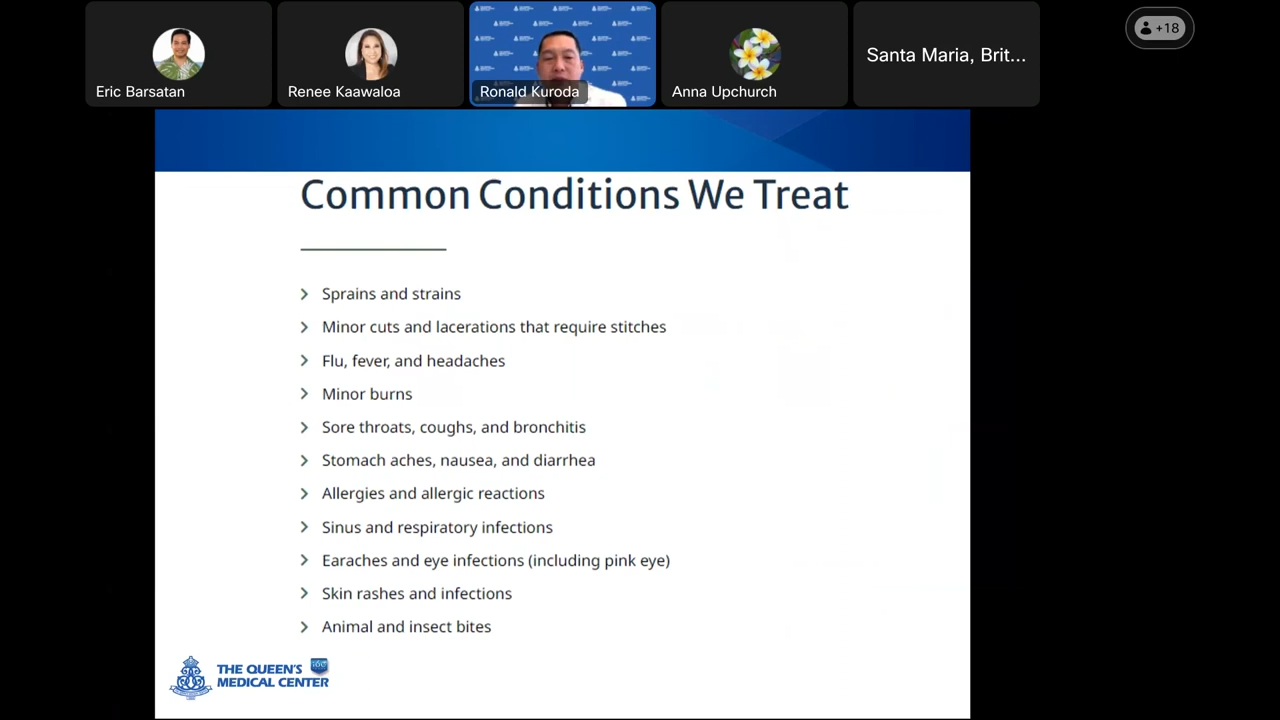 Eric Barsatan
Renee Kaawaloa
Ronald Kuroda
Anna Upchurch
Santa Maria, Brit...
+18
Common Conditions We Treat
Sprains and strains
Minor cuts and lacerations that require stitches
Flu, fever, and headaches
Minor burns
Sore throats, coughs, and bronchitis
Stomach aches, nausea, and diarrhea
Allergies and allergic reactions
Sinus and respiratory infections
Earaches and eye infections (including pink eye)
Skin rashes and infections
Animal and insect bites
THE QUEEN'S
MEDICAL CENTER